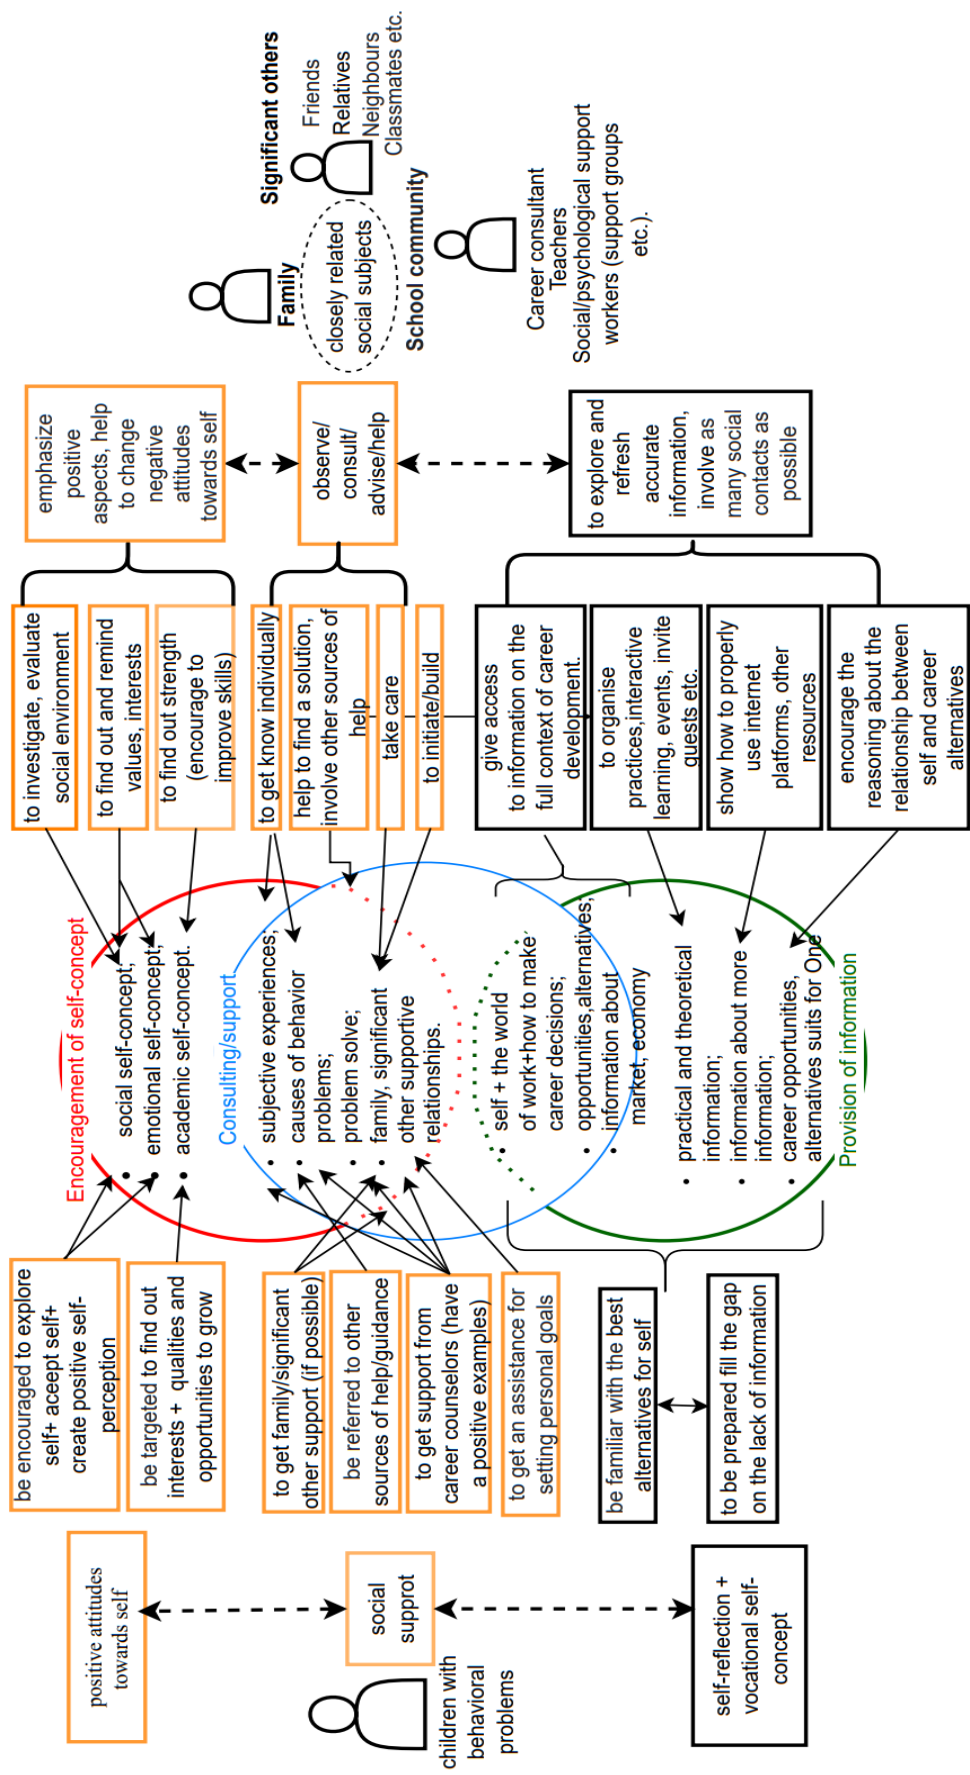 positive attitudes
towards self
social
supprot
children with
behavioral
problems
self-reflection +
vocational self-
concept
be encouraged to explore
self+ aceept self+
create positive self-
perception
be targeted to find out
interests + qualities and
opportunities to grow
to get family/significant
other support (if possible)
be referred to other
sources of help/guidance
to get support from
career counselors (have
a positive examples)
to get an assistance for
setting personal goals
be familiar with the best
alternatives for self
to be prepared fill the gap
on the lack of information
Encouragement of self-concept
• social self-concept;
• emotional self-concept;
• academic self-concept.
Consulting/support
• subjective experiences;
• causes of behavior
problems;
• problem solve;
• family, significant
other supportive
relationships.
• self + the world
of work+how to make
career decisions;
• opportunities,alternatives;
• information about
market, economy
• practical and theoretical
information;
• information about more
information;
• career opportunities,
alternatives suits for One
Provision of information
to investigate, evaluate
social environment
to find out and remind
values, interests
to find out strength
(encourage to
improve skills)
to get know individually
help to find a solution,
involve other sources of
help
take care
to initiate/build
give access
to information on the
full context of career
development.
to organise
practices,interactive
learning, events, invite
quests etc.
show how to properly
use internet
platforms, other
resources
encourage the
reasoning about the
relationship between
self and career
alternatives
emphasize
positive
aspects, help
to change
negative
attitudes
towards self
observe/
consult/
advise/help
to explore and
refresh
accurate
information,
involve as
many social
contacts as
possible
Family
closely related
social subjects
School community
Career consultant
Teachers
Social/psychological support
workers (support groups
etc.).
Significant others
Friends
Relatives
Neighbours
Classmates etc.